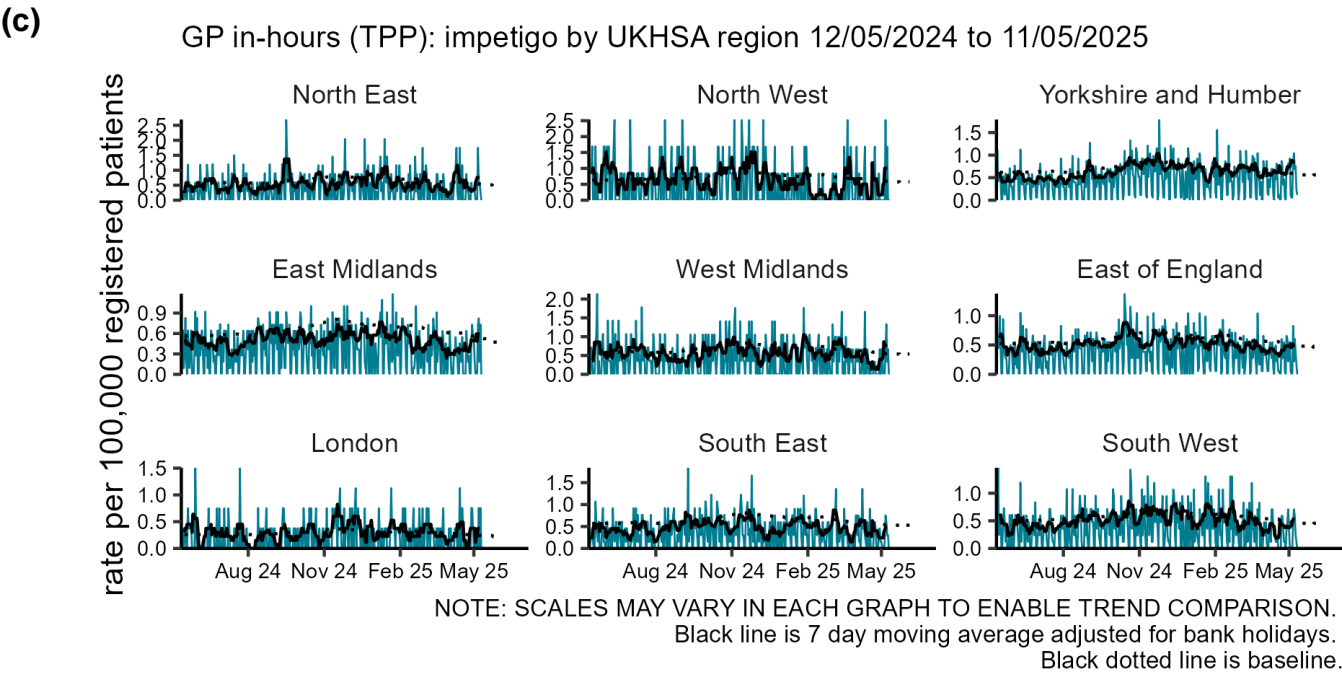 (c)
GP in-hours (TPP): impetigo by UKHSA region 12/05/2024 to 11/05/2025
rate per 100,000 registered patients
North East
2.5
2.0
1.5
1.0
0.5
0.0
North West
2.5
2.0
1.5
1.0
0.5
0.0
Yorkshire and Humber
1.5
1.0
0.5
0.0
East Midlands
0.9
0.6
0.3
0.0
West Midlands
2.0
1.5
1.0
0.5
0.0
East of England
1.0
0.5
0.0
London
1.5
1.0
0.5
0.0
Aug 24 Nov 24 Feb 25 May 25
South East
1.5
1.0
0.5
0.0
Aug 24 Nov 24 Feb 25 May 25
South West
1.0
0.5
0.0
Aug 24 Nov 24 Feb 25 May 25
NOTE: SCALES MAY VARY IN EACH GRAPH TO ENABLE TREND COMPARISON.
Black line is 7 day moving average adjusted for bank holidays.
Black dotted line is baseline.